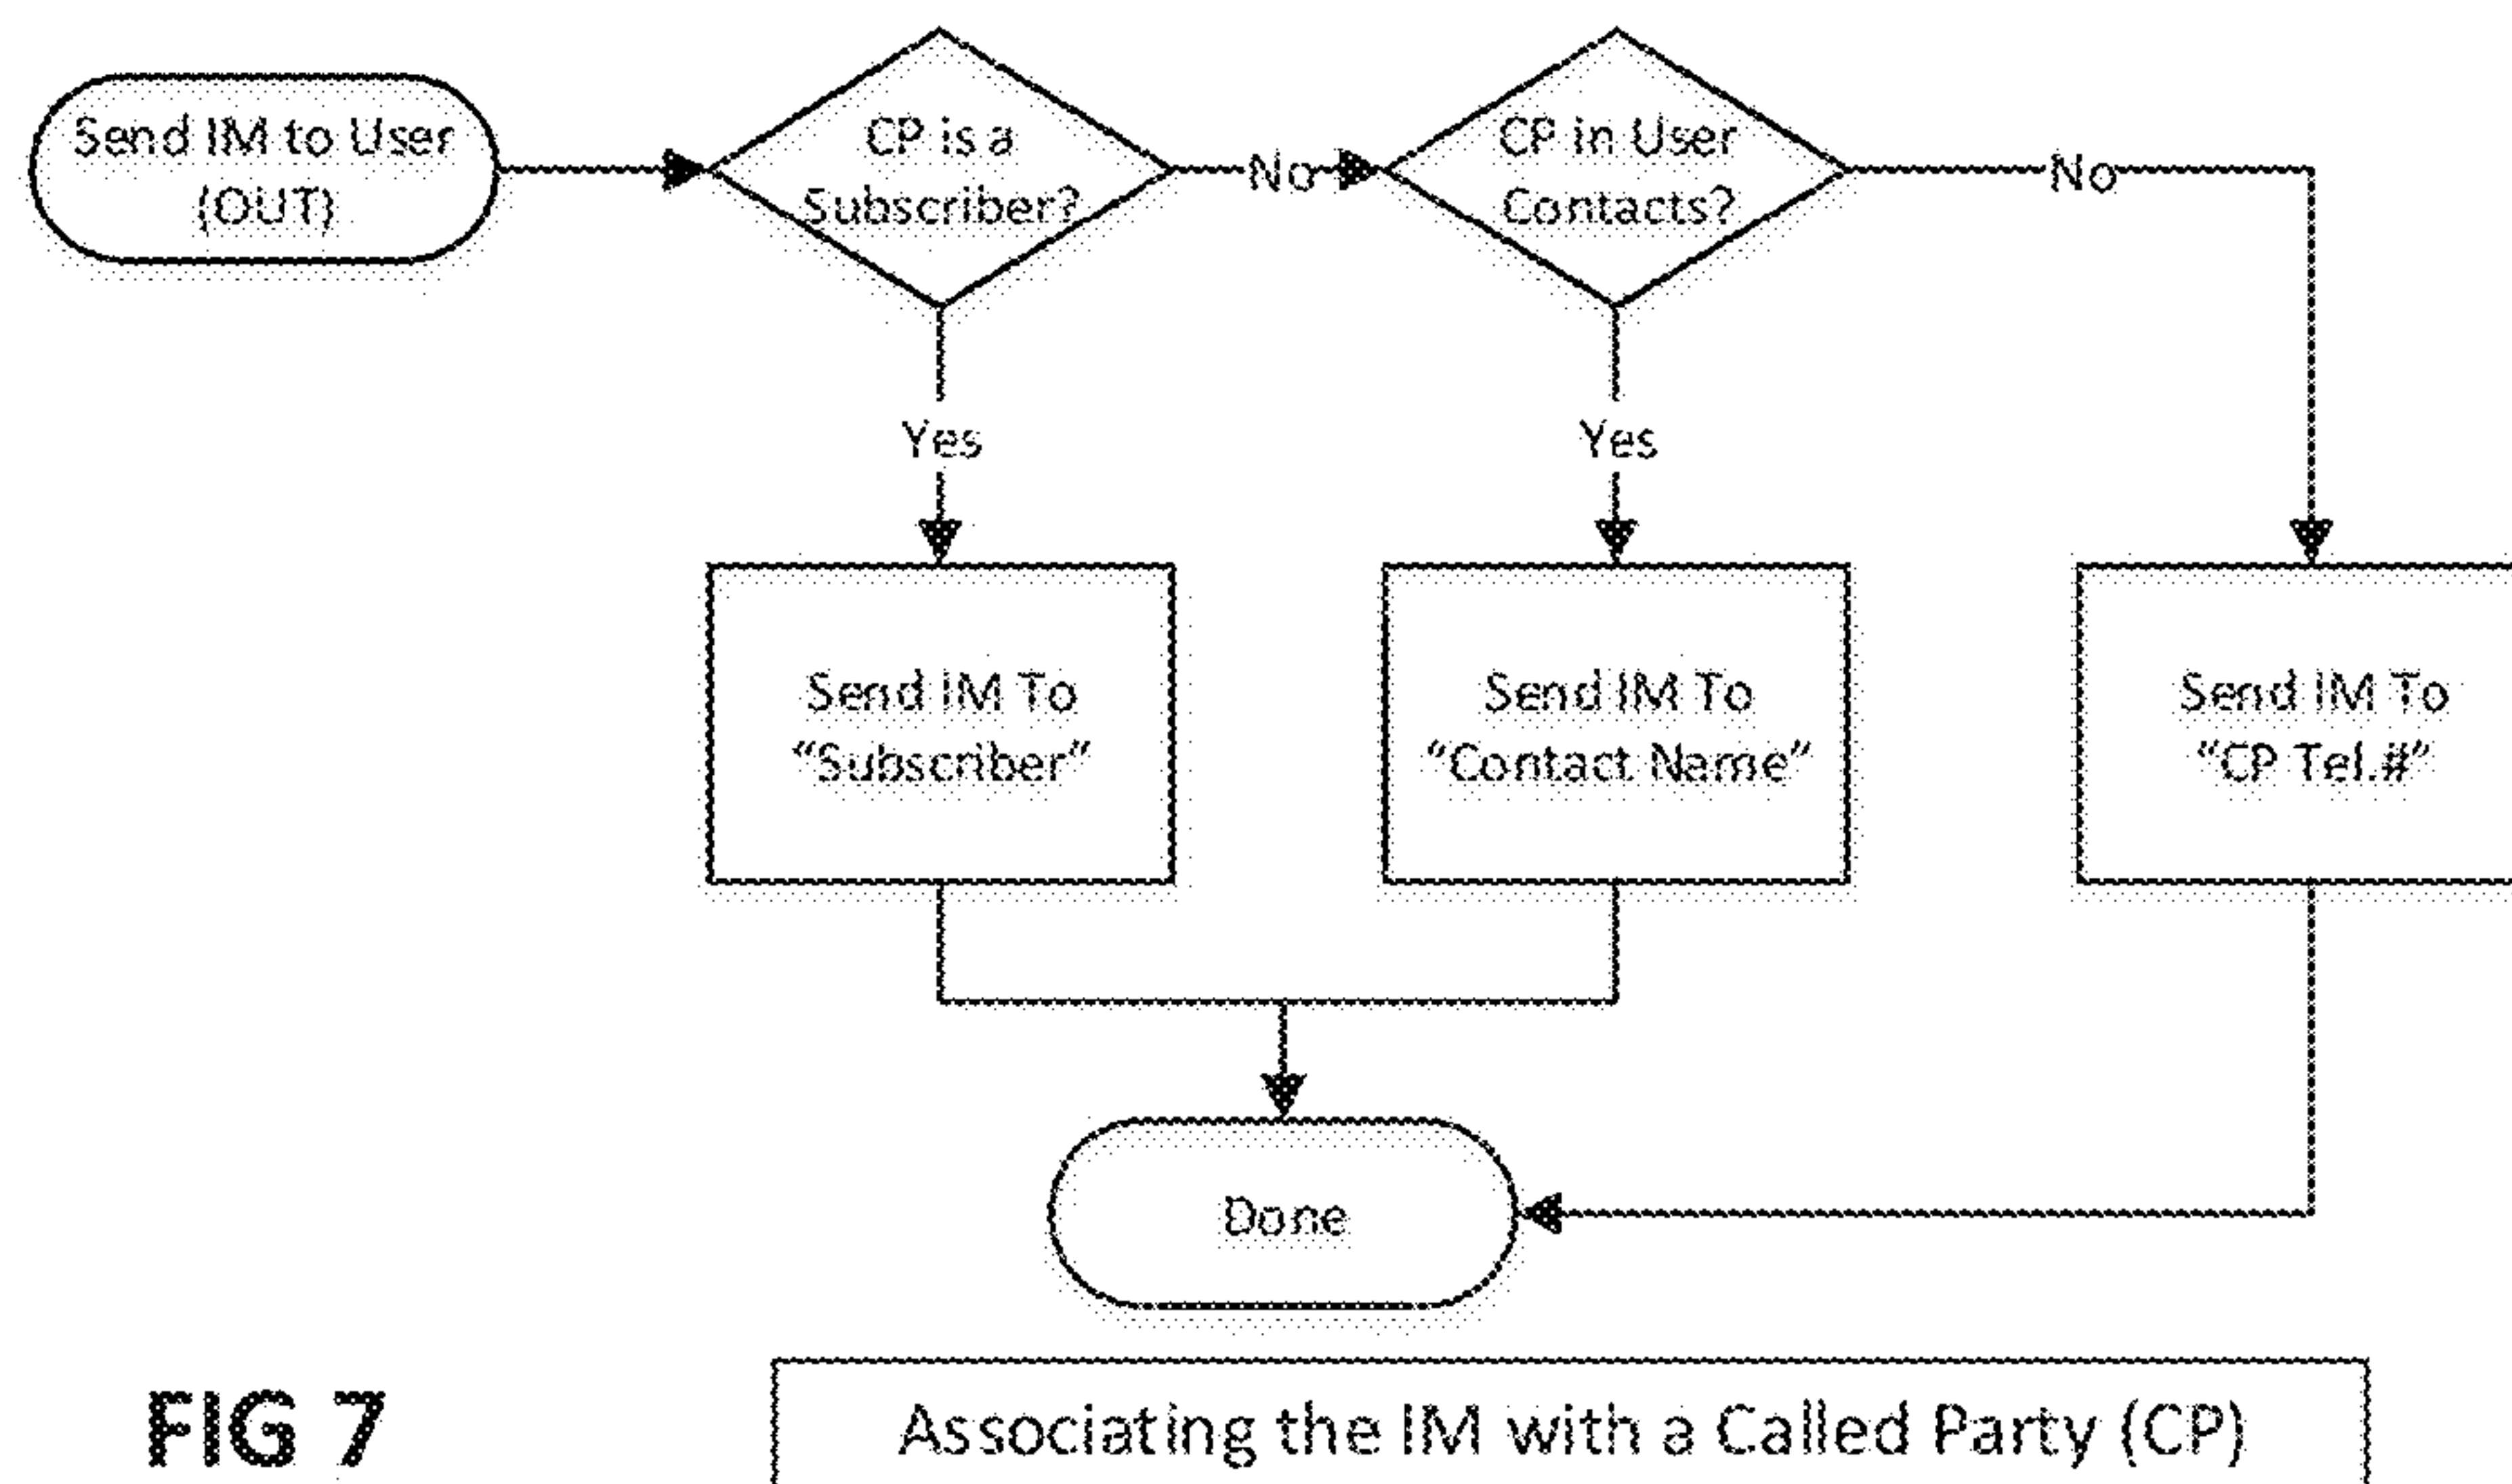 Send IM to User
(OUT)
CP is a
Subscriber?
No
CP in User
Contacts?
No
Yes
Yes
Send IM To
“Subscriber”
Send IM To
“Contact Name”
Send IM To
“CP Tel.#”
Done
FIG 7
Associating the IM with a Called Party (CP)